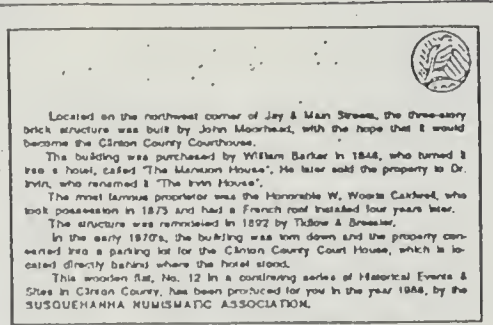 Located on the northwest corner of Jay & Main Streets, the three-story
brick structure was built by John Moorhead, with the hope that it would
become the Clinton County Courthouse.
The building was purchased by William Barker in 1848, who turned it
into a hotel, called "The Mansion House". He later sold the property to Dr.
Irvin, who renamed it "The Irvin House".
The most famous proprietor was the Honorable W. Woods Caldwell, who
took possession in 1875 and had a French roof installed four years later.
The structure was remodeled in 1892 by Tidlow & Bressler.
In the early 1970's, the building was torn down and the property con-
verted into a parking lot for the Clinton County Court House, which is lo-
cated directly behind where the hotel stood.
This wooden flat, No. 12 in a continuing series of Historical Events &
Sites in Clinton County, has been produced for you in the year 1988, by the
SUSQUEHANNA NUMISMATIC ASSOCIATION.